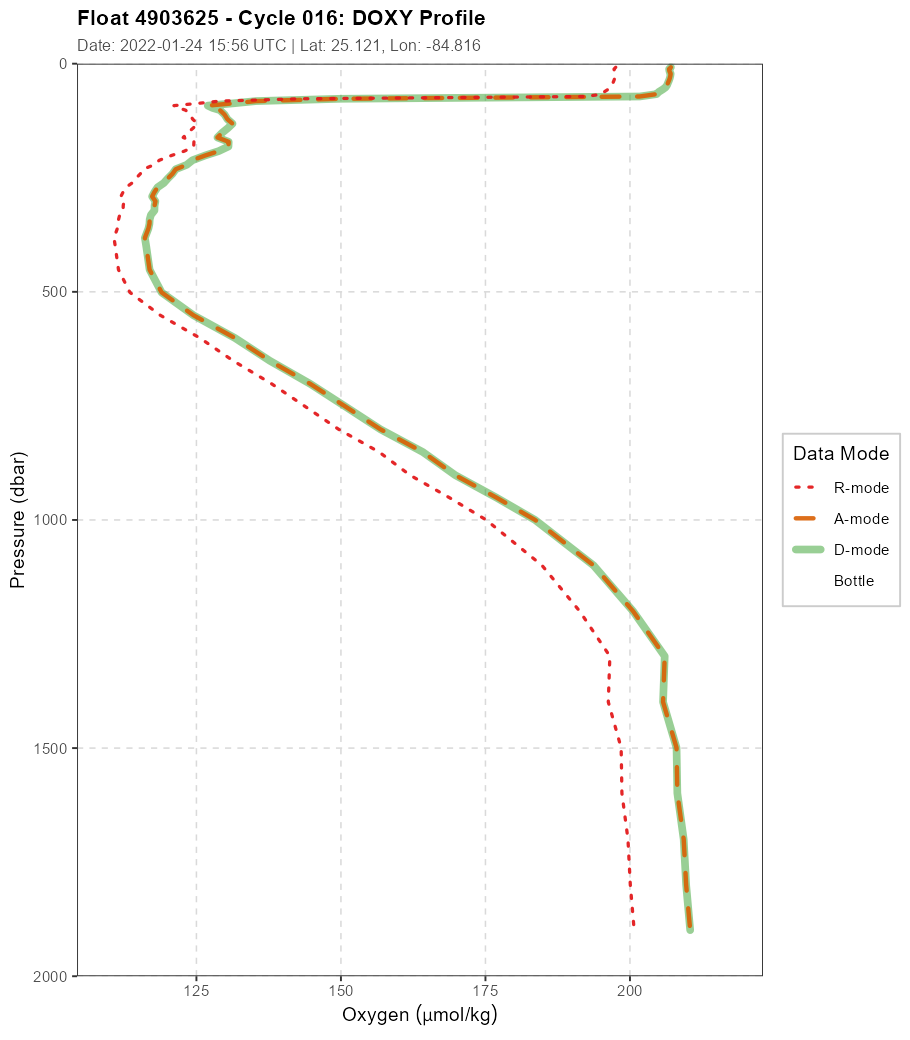 Float 4903625 - Cycle 016: DOXY Profile
Date: 2022-01-24 15:56 UTC | Lat: 25.121, Lon: -84.816
0
500
1000
1500
2000
Pressure (dbar)
125
150
175
200
Oxygen (μmol/kg)
Data Mode
R-mode
A-mode
D-mode
Bottle